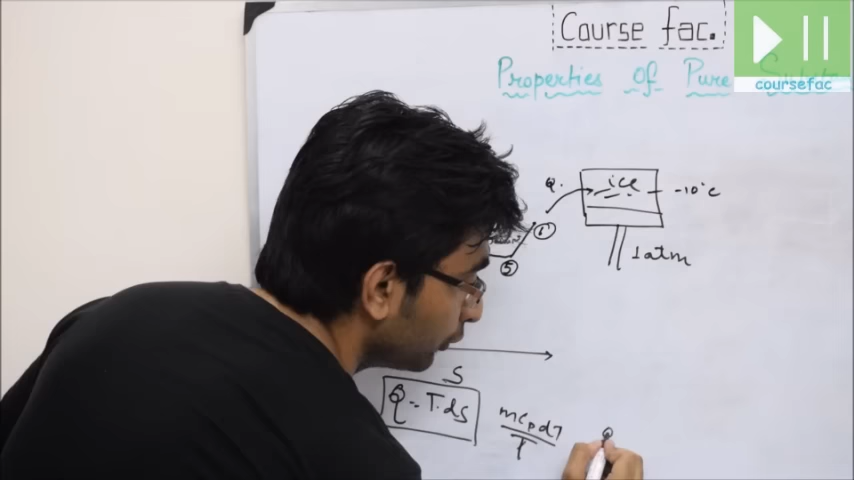 Course fac.
Properties of Pure
coursefac
Q.
ice
-10°c
1'
5
1atm
S
Q = T.ds
mcpdT
T
Q